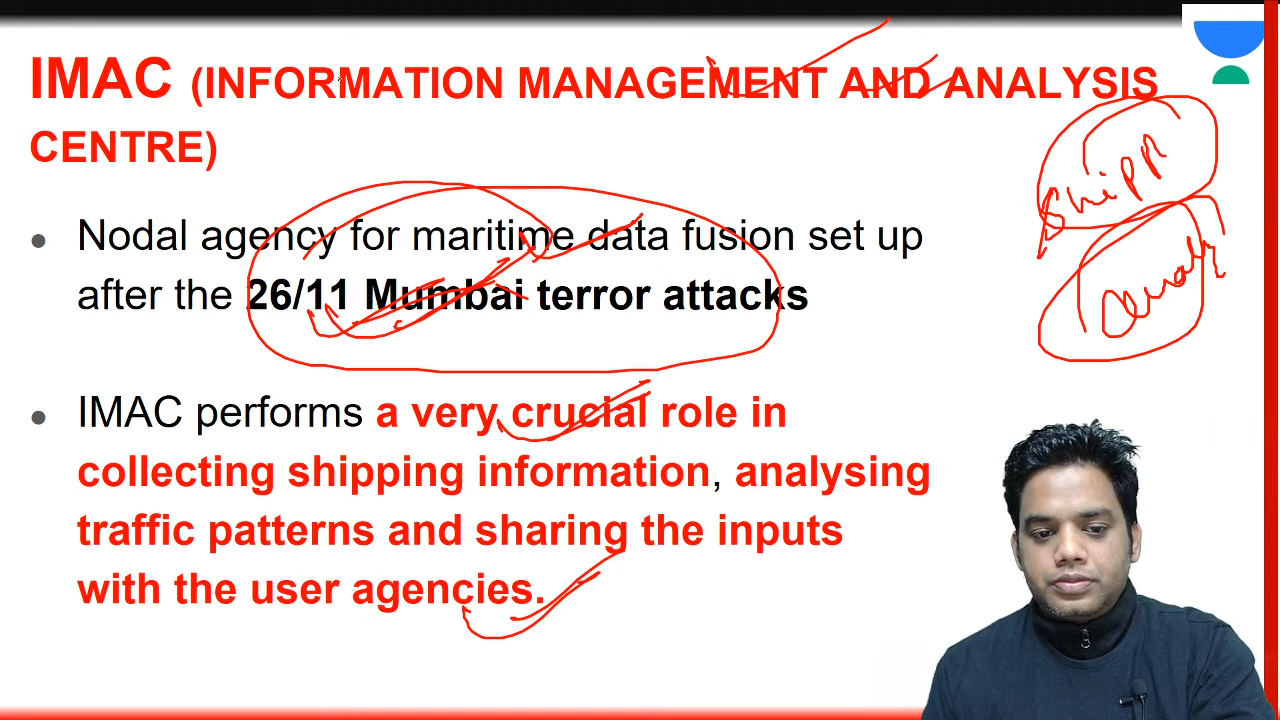 IMAC (INFORMATION MANAGEMENT AND ANALYSIS
CENTRE)
Nodal agency for maritime data fusion set up
after the 26/11 Mumbai terror attacks
IMAC performs a very crucial role in
collecting shipping information, analysing
traffic patterns and sharing the inputs
with the user agencies.
Shipp